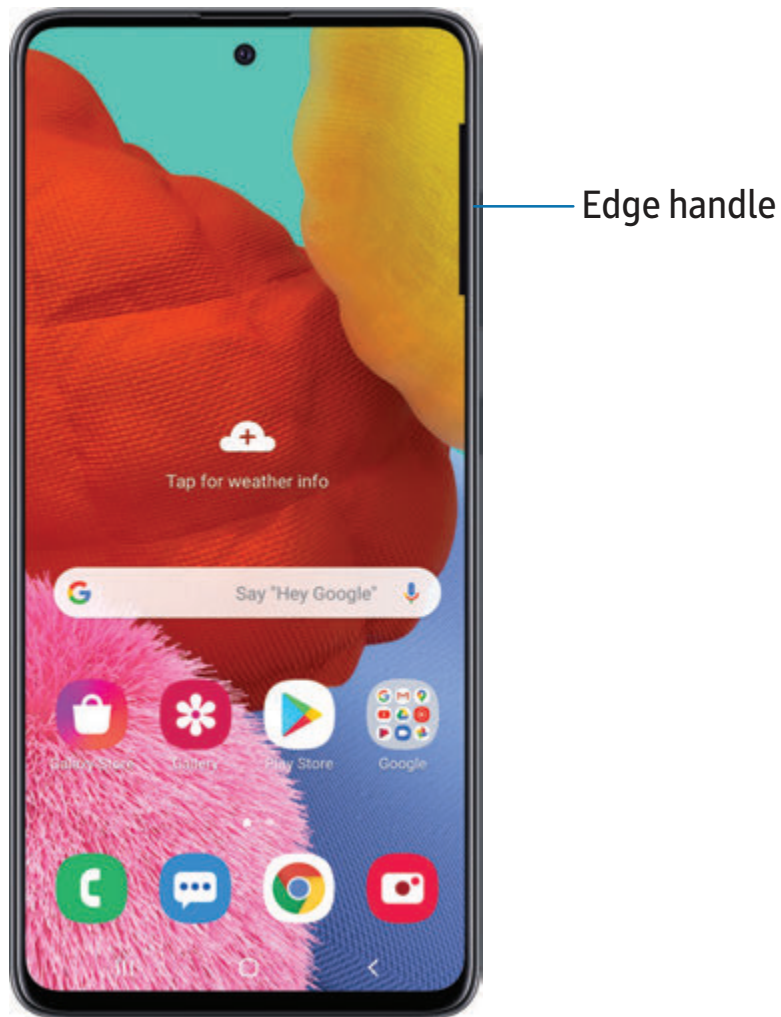 Edge handle
Tap for weather info
Say "Hey Google"
Galaxy Store
Gallery
Play Store
Google